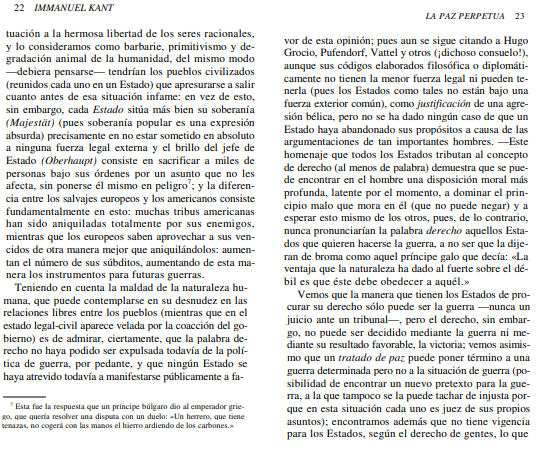 22 IMMANUEL KANT
tuación a la hermosa libertad de los seres racionales,
y lo consideramos como barbarie, primitivismo y de-
gradación animal de la humanidad, del mismo modo
—debiera pensarse— tendrían los pueblos civilizados
(reunidos cada uno en un Estado) que apresurarse a salir
cuanto antes de esa situación infame: en vez de esto,
sin embargo, cada Estado sitúa más bien su soberanía
(Majestät) (pues soberanía popular es una expresión
absurda) precisamente en no estar sometido en absoluto
a ninguna fuerza legal externa y el brillo del jefe de
Estado (Oberhaupt) consiste en sacrificar a miles de
personas bajo sus órdenes por un asunto que no les
afecta, sin ponerse él mismo en peligro7; y la diferen-
cia entre los salvajes europeos y los americanos consiste
fundamentalmente en esto: muchas tribus americanas
han sido aniquiladas totalmente por sus enemigos,
mientras que los europeos saben aprovechar a sus ven-
cidos de otra manera mejor que aniquilándolos: aumen-
tan el número de sus súbditos, aumentando de esta ma-
nera los instrumentos para futuras guerras.
Teniendo en cuenta la maldad de la naturaleza hu-
mana, que puede contemplarse en su desnudez en las
relaciones libres entre los pueblos (mientras que en el
estado legal-civil aparece velada por la coacción del go-
bierno) es de admirar, ciertamente, que la palabra de-
recho no haya podido ser expulsada todavía de la polí-
tica de guerra, por pedante, y que ningún Estado se
haya atrevido todavía a manifestarse públicamente a fa-
7 Esta fue la respuesta que un príncipe búlgaro dio al emperador grie-
go, que quería resolver una disputa con un duelo: «Un herrero, que tiene
tenazas, no cogerá con las manos el hierro ardiendo de los carbones.»
LA PAZ PERPETUA 23
vor de esta opinión; pues aun se sigue citando a Hugo
Grocio, Pufendorf, Vattel y otros (¡dichoso consuelo!),
aunque sus códigos elaborados filosófica o diplomáti-
camente no tienen la menor fuerza legal ni pueden te-
nerla (pues los Estados como tales no están bajo una
fuerza exterior común), como justificación de una agre-
sión bélica, pero no se ha dado ningún caso de que un
Estado haya abandonado sus propósitos a causa de las
argumentaciones de tan importantes hombres. —Este
homenaje que todos los Estados tributan al concepto
de derecho (al menos de palabra) demuestra que se pue-
de encontrar en el hombre una disposición moral más
profunda, latente por el momento, a dominar el prin-
cipio malo que mora en él (que no puede negar) y a
esperar esto mismo de los otros, pues, de lo contrario,
nunca pronunciarían la palabra derecho aquellos Esta-
dos que quieren hacerse la guerra, a no ser que la dije-
ran de broma como aquel príncipe galo que decía: «La
ventaja que la naturaleza ha dado al fuerte sobre el dé-
bil es que éste debe obedecer a aquél.»
Vemos que la manera que tienen los Estados de pro-
curar su derecho sólo puede ser la guerra —nunca un
juicio ante un tribunal—, pero el derecho, sin embar-
go, no puede ser decidido mediante la guerra ni me-
diante su resultado favorable, la victoria; vemos asimis-
mo que un tratado de paz puede poner término a una
guerra determinada pero no a la situación de guerra (po-
sibilidad de encontrar un nuevo pretexto para la gue-
rra, a la que tampoco se la puede tachar de injusta por-
que en esta situación cada uno es juez de sus propios
asuntos); encontramos además que no tiene vigencia
para los Estados, según el derecho de gentes, lo que